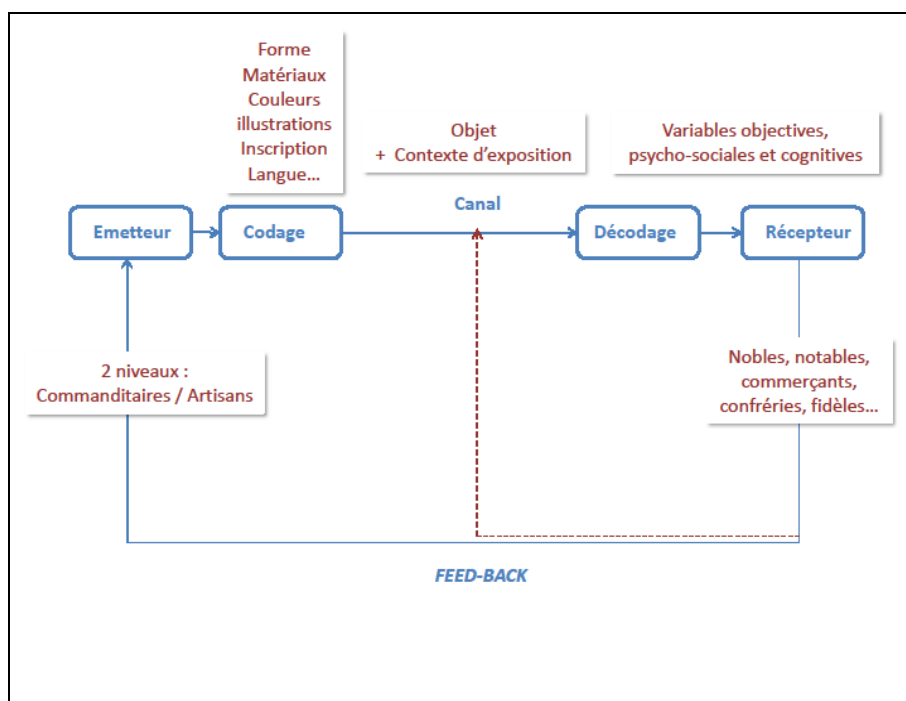 Forme
Matériaux
Couleurs
illustrations
Inscription
Langue...
Objet
+ Contexte d'exposition
Variables objectives,
psycho-sociales et cognitives
Canal
Emetteur
Codage
Décodage
Récepteur
2 niveaux :
Commanditaires / Artisans
Nobles, notables,
commerçants,
confréries, fidèles...
FEED-BACK